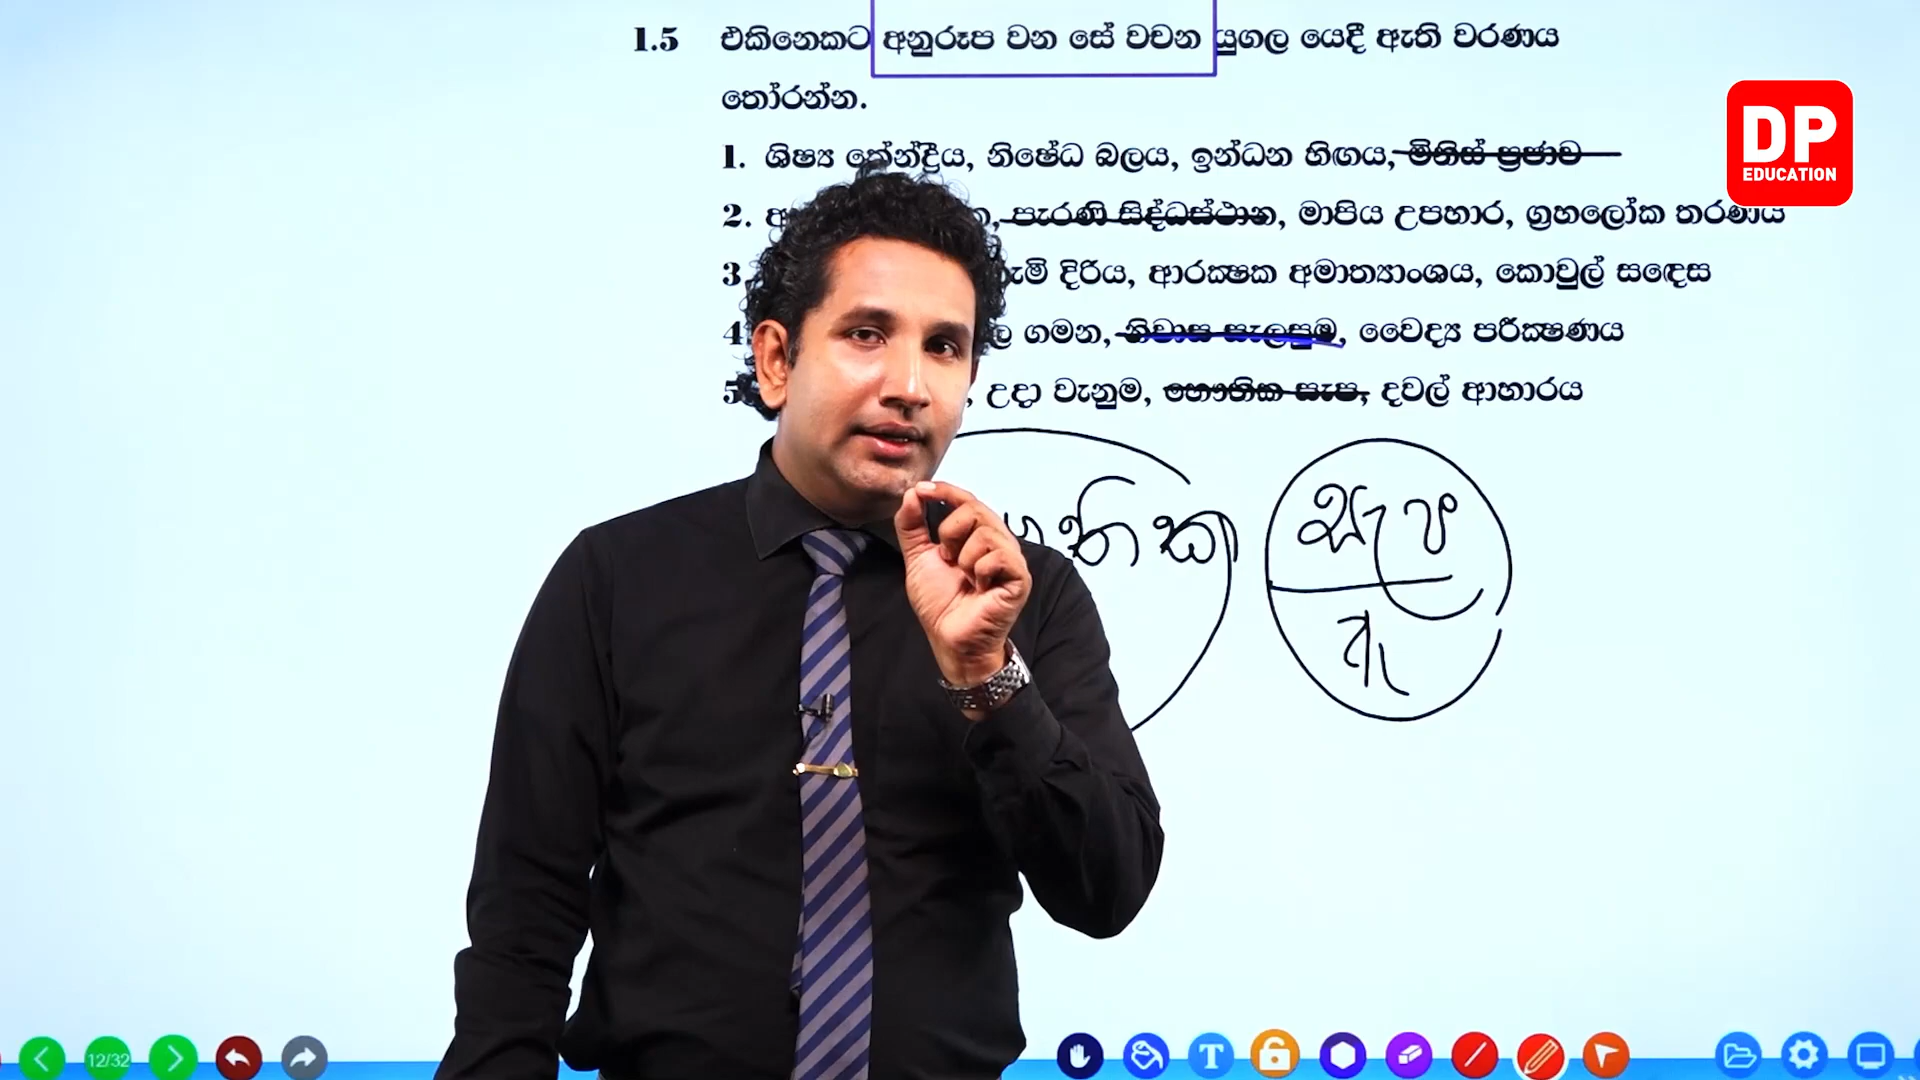 1.5 එකිනෙකට අනුරූප වන සේ වචන යුගල යෙදී ඇති වරණය
තෝරන්න.
1. ශිෂ්‍ය කේන්ද්‍රීය, නිෂේධ බලය, ඉන්ධන හිඟය, මිනිස් ප්‍රජාව
2. පැරණි සිද්ධස්ථාන, මාපිය උපහාර, ග්‍රහලෝක තරණය
3. දිරිය, ආරක්‍ෂක අමාත්‍යාංශය, කොවුල් සඳෙස
4. ගමන, නිවාස සැලසුම, වෛද්‍ය පරීක්‍ෂණය
5. උදා වැනුම, භෞතික සැප, දවල් ආහාරය
සැප
DP
EDUCATION
12/32
T